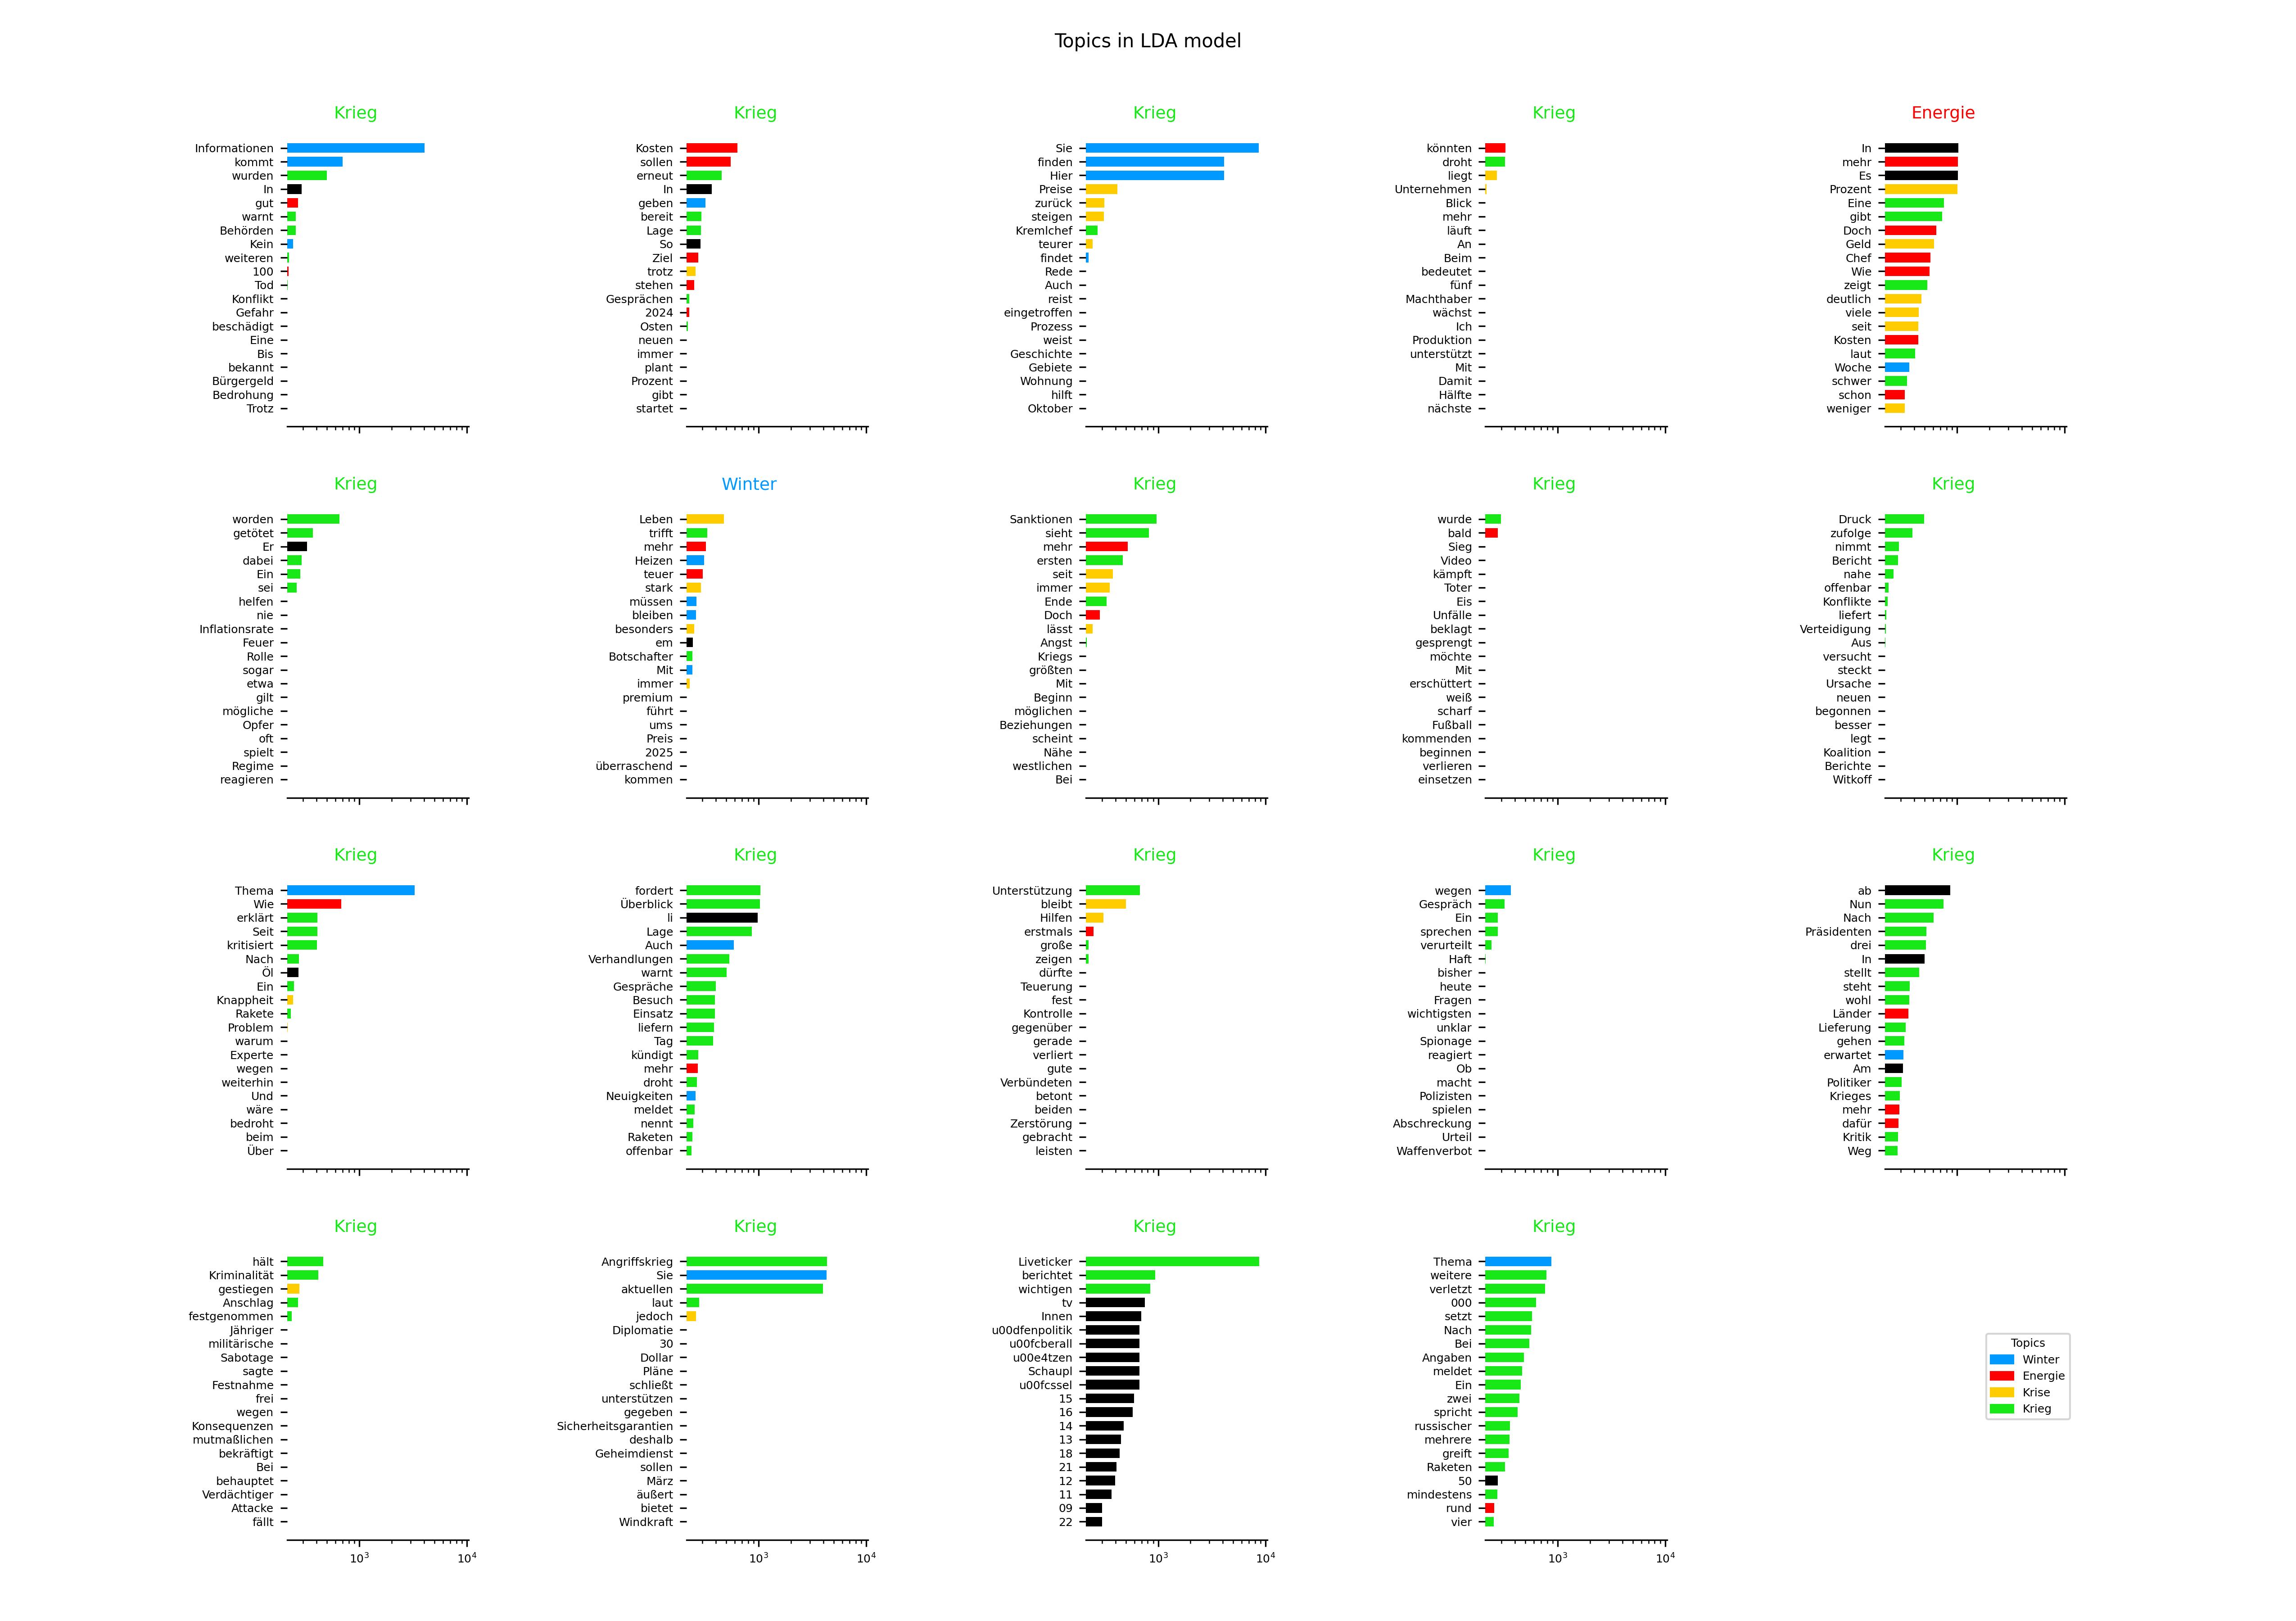 Topics in LDA model
Krieg
Informationen
kommt
wurden
In
gut
warnt
Behörden
Kein
weiteren
100
Tod
Konflikt
Gefahr
beschädigt
Eine
Bis
bekannt
Bürgergeld
Bedrohung
Trotz
Krieg
Kosten
sollen
erneut
In
geben
bereit
Lage
So
Ziel
trotz
stehen
Gesprächen
2024
Osten
neuen
immer
plant
Prozent
gibt
startet
Krieg
Sie
finden
Hier
Preise
zurück
steigen
Kremlchef
teurer
findet
Rede
Auch
reist
eingetroffen
Prozess
weist
Geschichte
Gebiete
Wohnung
hilft
Oktober
Krieg
könnten
droht
liegt
Unternehmen
Blick
mehr
läuft
An
Beim
bedeutet
fünf
Machthaber
wächst
Ich
Produktion
unterstützt
Mit
Damit
Hälfte
nächste
Energie
In
mehr
Es
Prozent
Eine
gibt
Doch
Geld
Chef
Wie
zeigt
deutlich
viele
seit
Kosten
laut
Woche
schwer
schon
weniger
Krieg
worden
getötet
Er
dabei
Ein
sei
helfen
nie
Inflationsrate
Feuer
Rolle
sogar
etwa
gilt
mögliche
Opfer
oft
spielt
Regime
reagieren
Winter
Leben
trifft
mehr
Heizen
teuer
stark
müssen
bleiben
besonders
em
Botschafter
Mit
immer
premium
führt
ums
Preis
2025
überraschend
kommen
Krieg
Sanktionen
sieht
mehr
ersten
seit
immer
Ende
Doch
lässt
Angst
Kriegs
größten
Mit
Beginn
möglichen
Beziehungen
scheint
Nähe
westlichen
Bei
Krieg
wurde
bald
Sieg
Video
kämpft
Toter
Eis
Unfälle
beklagt
gesprengt
möchte
Mit
erschüttert
weiß
scharf
Fußball
kommenden
beginnen
verlieren
einsetzen
Krieg
Druck
zufolge
nimmt
Bericht
nahe
offenbar
Konflikte
liefert
Verteidigung
Aus
versucht
steckt
Ursache
neuen
begonnen
besser
legt
Koalition
Berichte
Witkoff
Krieg
Thema
Wie
erklärt
Seit
kritisiert
Nach
Öl
Ein
Knappheit
Rakete
Problem
warum
Experte
wegen
weiterhin
Und
wäre
bedroht
beim
Über
Krieg
fordert
Überblick
li
Lage
Auch
Verhandlungen
warnt
Gespräche
Besuch
Einsatz
liefern
Tag
kündigt
mehr
droht
Neuigkeiten
meldet
nennt
Raketen
offenbar
Krieg
Unterstützung
bleibt
Hilfen
erstmals
große
zeigen
dürfte
Teuerung
fest
Kontrolle
gegenüber
gerade
verliert
gute
Verbündeten
betont
beiden
Zerstörung
gebracht
leisten
Krieg
wegen
Gespräch
Ein
sprechen
verurteilt
Haft
bisher
heute
Fragen
wichtigsten
unklar
Spionage
reagiert
Ob
macht
Polizisten
spielen
Abschreckung
Urteil
Waffenverbot
Krieg
ab
Nun
Nach
Präsidenten
drei
In
stellt
steht
wohl
Länder
Lieferung
gehen
erwartet
Am
Politiker
Krieges
mehr
dafür
Kritik
Weg
Krieg
hält
Kriminalität
gestiegen
Anschlag
festgenommen
Jähriger
militärische
Sabotage
sagte
Festnahme
frei
wegen
Konsequenzen
mutmaßlichen
bekräftigt
Bei
behauptet
Verdächtiger
Attacke
fällt
10³ 10⁴
Krieg
Angriffskrieg
Sie
aktuellen
laut
jedoch
Diplomatie
30
Dollar
Pläne
schließt
unterstützen
gegeben
Sicherheitsgarantien
deshalb
Geheimdienst
sollen
März
äußert
bietet
Windkraft
10³ 10⁴
Krieg
Liveticker
berichtet
wichtigen
tv
Innen
u00dfenpolitik
u00fcberall
u00e4tzen
Schaupl
u00fcssel
15
16
14
13
18
21
12
11
09
22
10³ 10⁴
Krieg
Thema
weitere
verletzt
000
setzt
Nach
Bei
Angaben
meldet
Ein
zwei
spricht
russischer
mehrere
greift
Raketen
50
mindestens
rund
vier
10³ 10⁴
Topics
Winter
Energie
Krise
Krieg